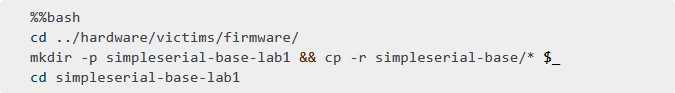 %%bash
cd ../hardware/victims/firmware/
mkdir -p simpleserial-base-lab1 && cp -r simpleserial-base/* $_
cd simpleserial-base-lab1